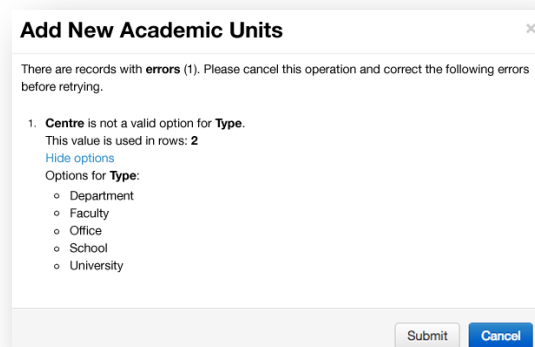 Add New Academic Units
×
There are records with errors (1). Please cancel this operation and correct the following errors
before retrying.
1. Centre is not a valid option for Type.
This value is used in rows: 2
Hide options
Options for Type:
Department
Faculty
Office
School
University
Submit Cancel